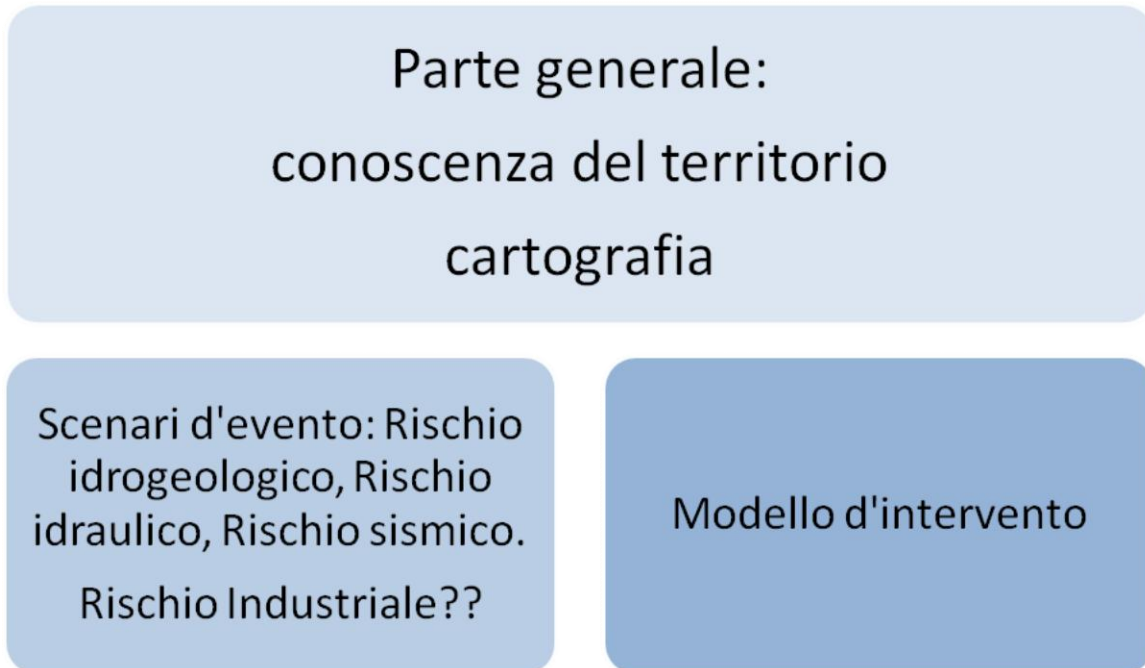 Parte generale:
conoscenza del territorio
cartografia
Scenari d'evento: Rischio
idrogeologico, Rischio
idraulico, Rischio sismico.
Rischio Industriale??
Modello d'intervento